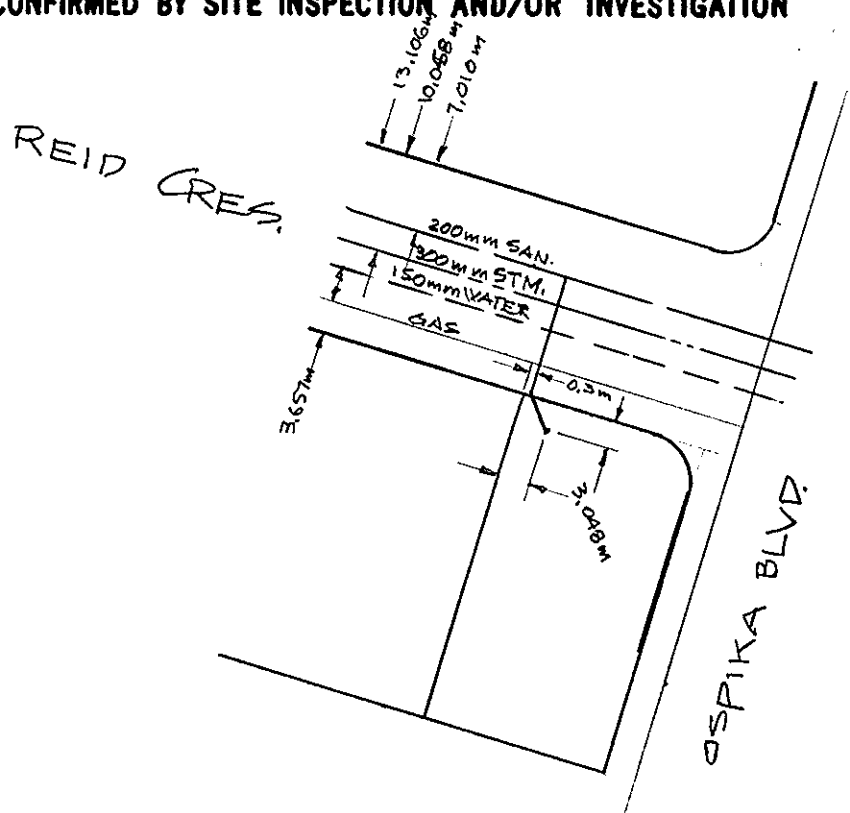 CONFIRMED BY SITE INSPECTION AND/OR INVESTIGATION
13.106m
10.058m
7.010m
REID CRES.
200mm SAN.
300mm STM.
150mm WATER
GAS
0.3m
3.657m
3.048m
OSPIKA BLVD.